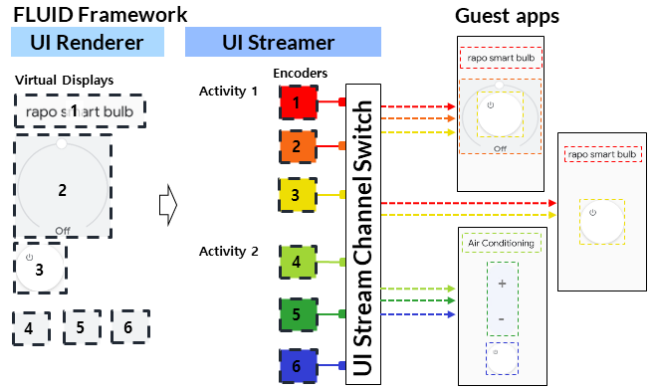 FLUID Framework
UI Renderer
Virtual Displays
rapo smart bulb
1
2
Off
3
4
5
6
UI Streamer
Encoders
Activity 1
1
2
3
Activity 2
4
5
6
UI Stream Channel Switch
Guest apps
rapo smart bulb
Off
rapo smart bulb
Air Conditioning
+
-